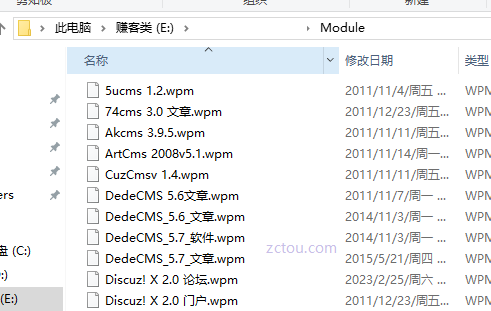 剪贴板 组织 新建
此电脑 > 赚客类 (E:) > > Module
名称 修改日期 类型
5ucms 1.2.wpm 2011/11/4/周五 ... WPM
74cms 3.0 文章.wpm 2011/12/23/周五... WPM
Akcms 3.9.5.wpm 2011/11/11/周五... WPM
ArtCms 2008v5.1.wpm 2011/11/14/周一... WPM
CuzCmsv 1.4.wpm 2011/11/11/周五... WPM
DedeCMS 5.6文章.wpm 2011/11/7/周一 ... WPM
DedeCMS_5.6_文章.wpm 2014/11/3/周一 ... WPM
DedeCMS_5.7_软件.wpm 2014/11/3/周一 ... WPM
DedeCMS_5.7_文章.wpm 2015/5/21/周四 ... WPM
Discuz! X 2.0 论坛.wpm 2023/2/25/周六 ... WPM
Discuz! X 2.0 门户.wpm 2011/12/23/周五... WPM
ers
盘 (C:)
(E:)
zctou.com